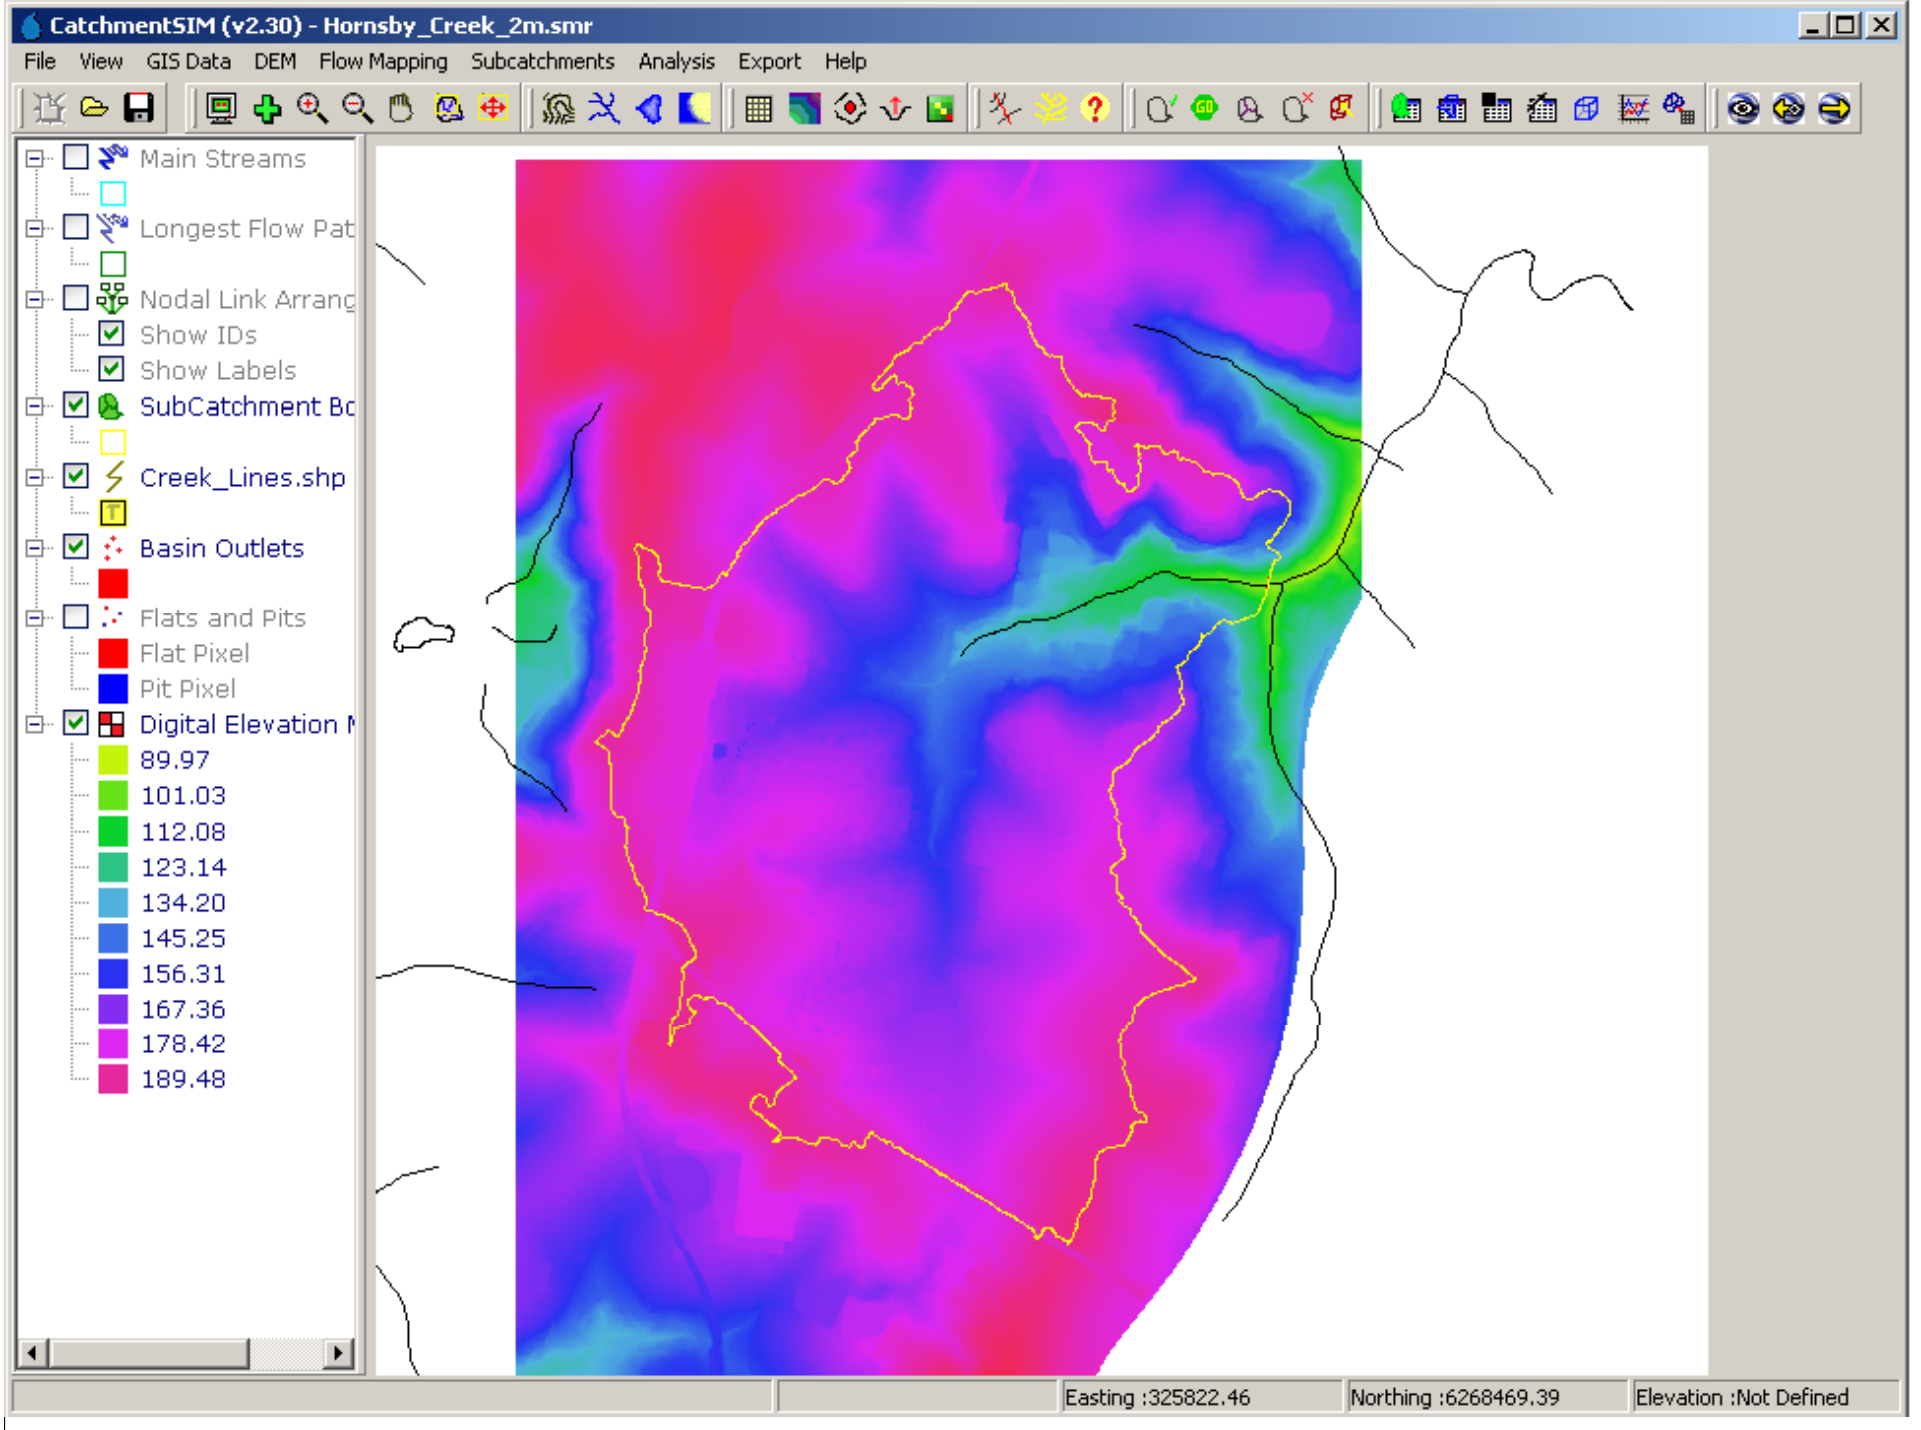 CatchmentSIM (v2.30) - Hornsby_Creek_2m.smr
File View GIS Data DEM Flow Mapping Subcatchments Analysis Export Help
GO
Main Streams
Longest Flow Pat
Nodal Link Arrang
Show IDs
Show Labels
SubCatchment Bo
Creek_Lines.shp
T
Basin Outlets
Flats and Pits
Flat Pixel
Pit Pixel
Digital Elevation M
89.97
101.03
112.08
123.14
134.20
145.25
156.31
167.36
178.42
189.48
Easting :325822.46
Northing :6268469.39
Elevation :Not Defined